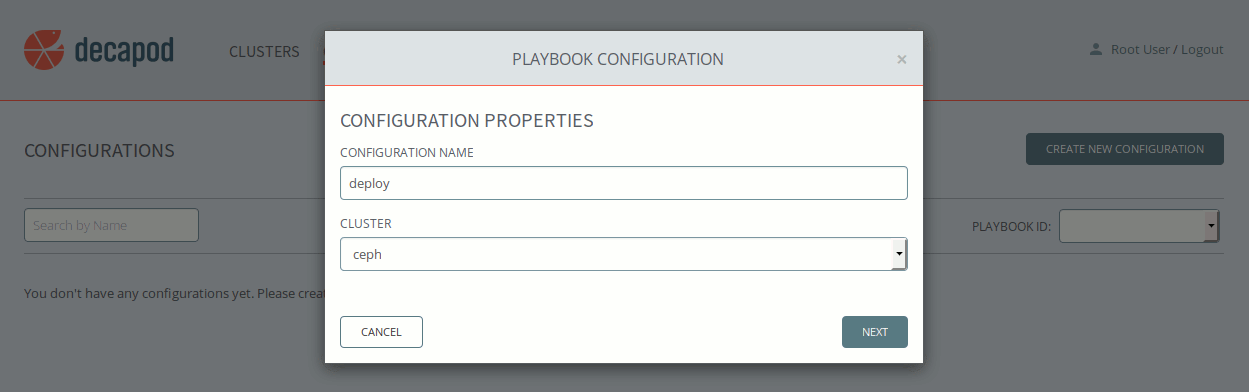 decapod
CLUSTERS
Root User / Logout
PLAYBOOK CONFIGURATION
×
CONFIGURATION PROPERTIES
CONFIGURATION NAME
deploy
CLUSTER
ceph
CANCEL
NEXT
CONFIGURATIONS
CREATE NEW CONFIGURATION
Search by Name
PLAYBOOK ID:
You don't have any configurations yet. Please creat